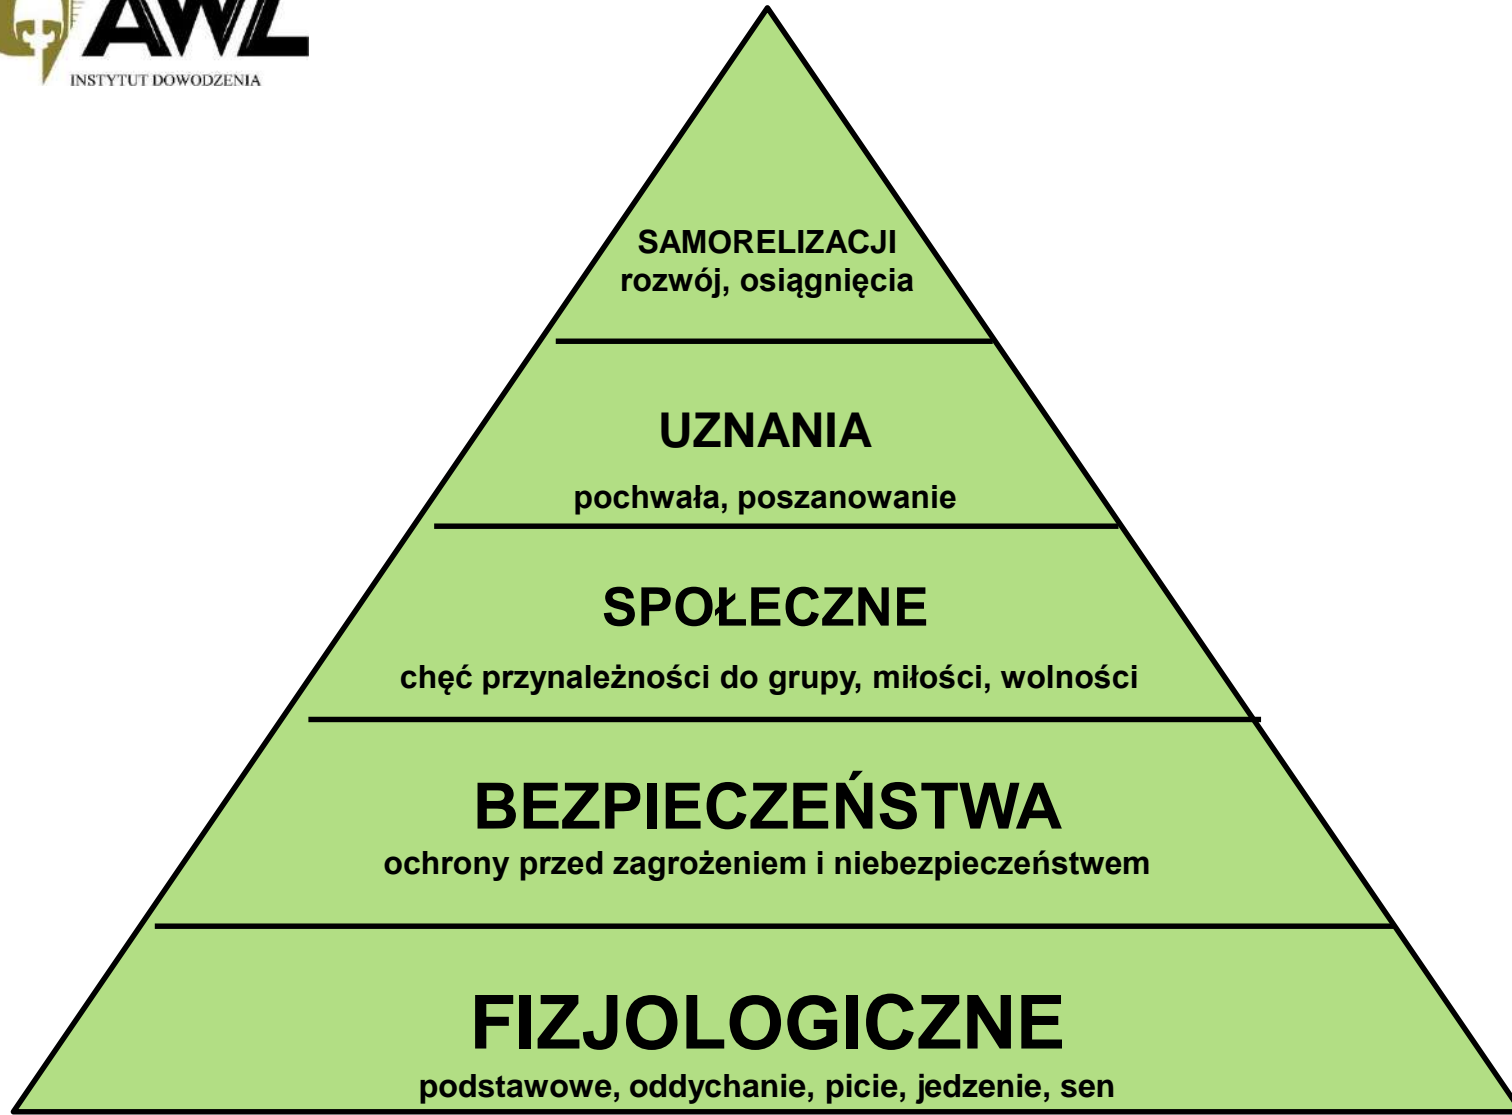 AWL
INSTYTUT DOWODZENIA
SAMORELIZACJI
rozwój, osiągnięcia
UZNANIA
pochwała, poszanowanie
SPOŁECZNE
chęć przynależności do grupy, miłości, wolności
BEZPIECZEŃSTWA
ochrony przed zagrożeniem i niebezpieczeństwem
FIZJOLOGICZNE
podstawowe, oddychanie, picie, jedzenie, sen